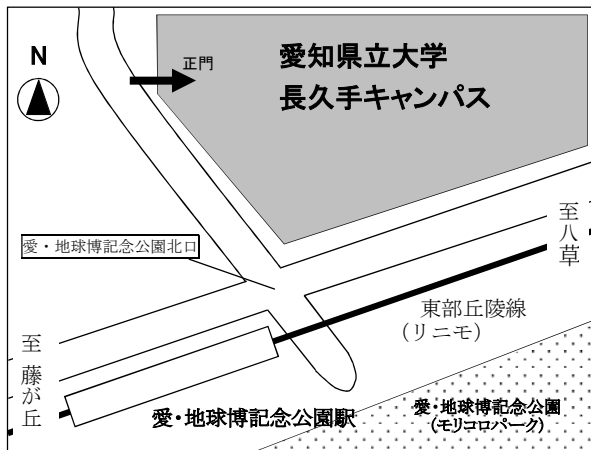 N
正門
愛知県立大学
長久手キャンパス
至八草
愛・地球博記念公園北口
東部丘陵線
(リニモ)
至 藤が丘
愛・地球博記念公園駅
愛・地球博記念公園
(モリコロパーク)